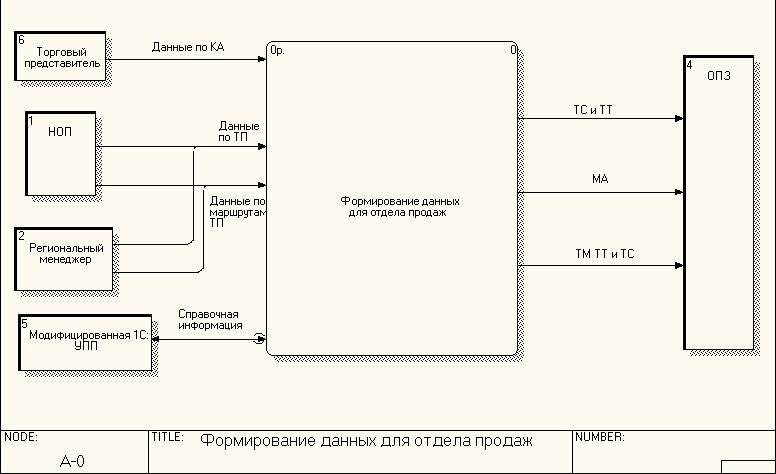 6
Торговый
представитель
Данные по КА
0р.
0
4
ОПЗ
1
НОП
Данные
по ТП
ТС и ТТ
Данные по
маршрутам
ТП
МА
Формирование данных
для отдела продаж
2
Региональный
менеджер
ТМ ТТ и ТС
5
Модифицированная 1С:
УПП
Справочная
информация
NODE:
A-0
TITLE:
Формирование данных для отдела продаж
NUMBER: